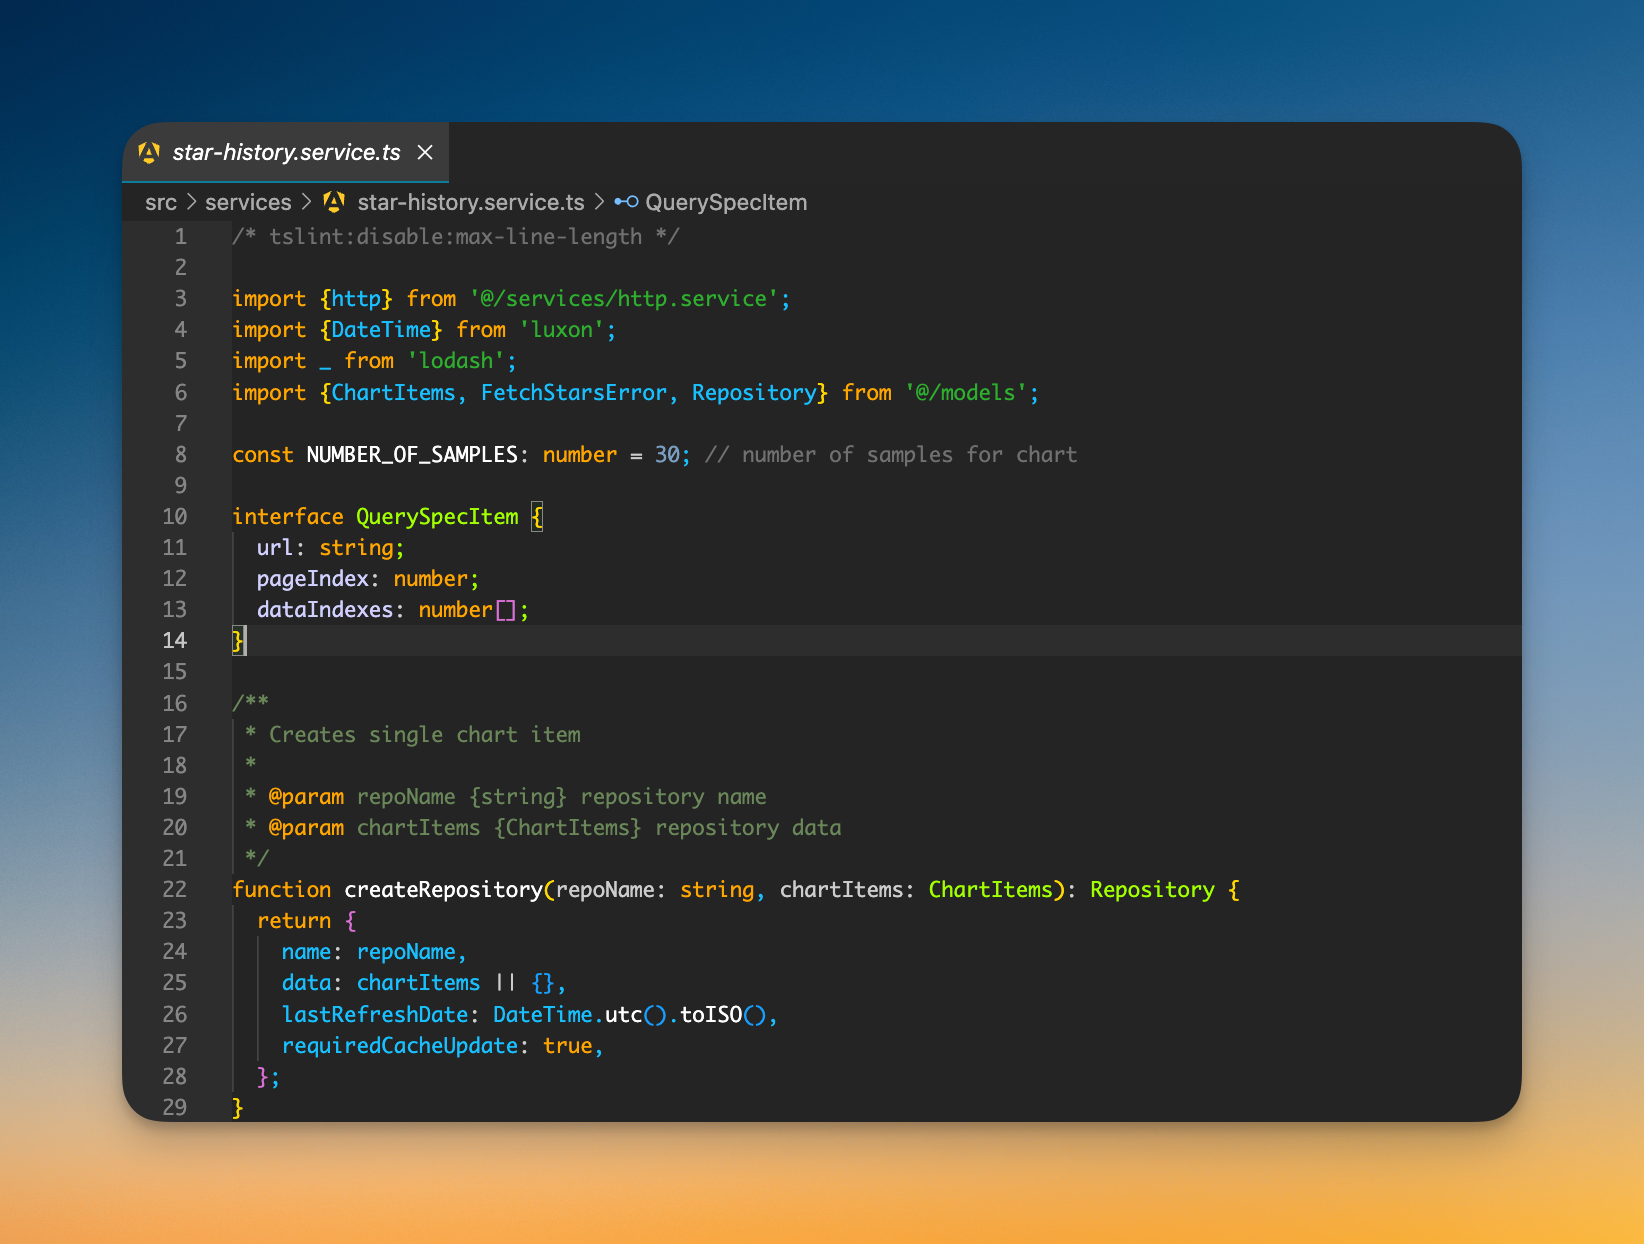 star-history.service.ts
src > services > star-history.service.ts > QuerySpecItem
1 /* tslint:disable:max-line-length */
2
3 import {http} from '@/services/http.service';
4 import {DateTime} from 'luxon';
5 import _ from 'lodash';
6 import {ChartItems, FetchStarsError, Repository} from '@/models';
7
8 const NUMBER_OF_SAMPLES: number = 30; // number of samples for chart
9
10 interface QuerySpecItem {
11   url: string;
12   pageIndex: number;
13   dataIndexes: number[];
14 }
15
16 /**
17  * Creates single chart item
18  *
19  * @param repoName {string} repository name
20  * @param chartItems {ChartItems} repository data
21  */
22 function createRepository(repoName: string, chartItems: ChartItems): Repository {
23   return {
24     name: repoName,
25     data: chartItems || {},
26     lastRefreshDate: DateTime.utc().toISO(),
27     requiredCacheUpdate: true,
28   };
29 }